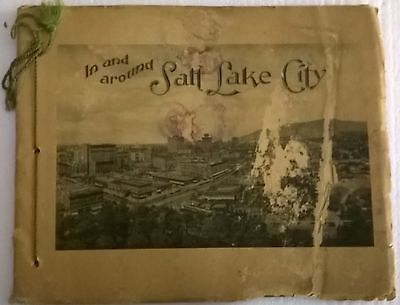 In and
around
Salt Lake City